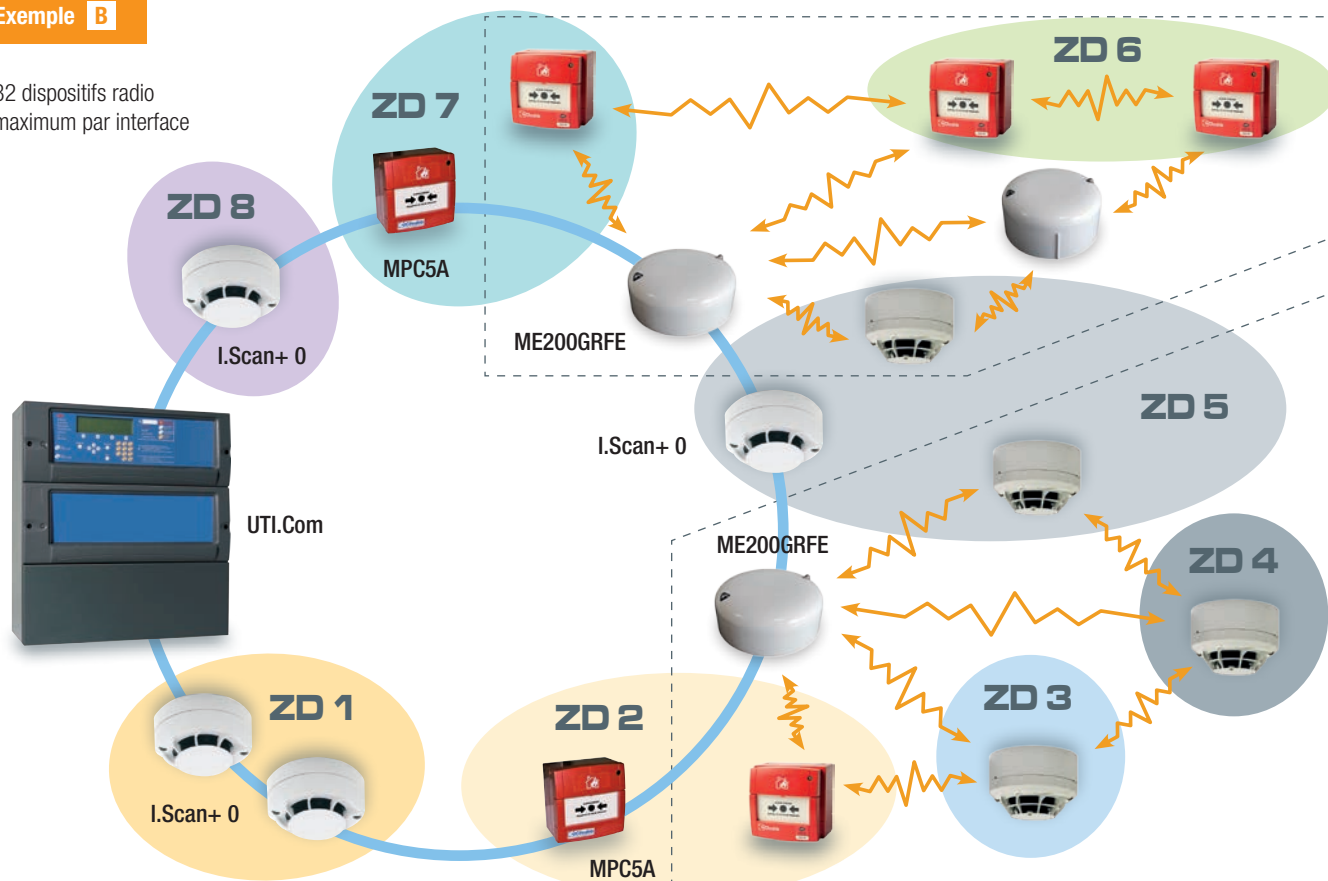 Exemple B
32 dispositifs radio
maximum par interface
ZD 6
ZD 7
ZD 8
MPC5A
ME200GRFE
I.Scan+ 0
ZD 5
I.Scan+ 0
UTI.Com
ME200GRFE
ZD 4
ZD 3
ZD 1
ZD 2
I.Scan+ 0
MPC5A